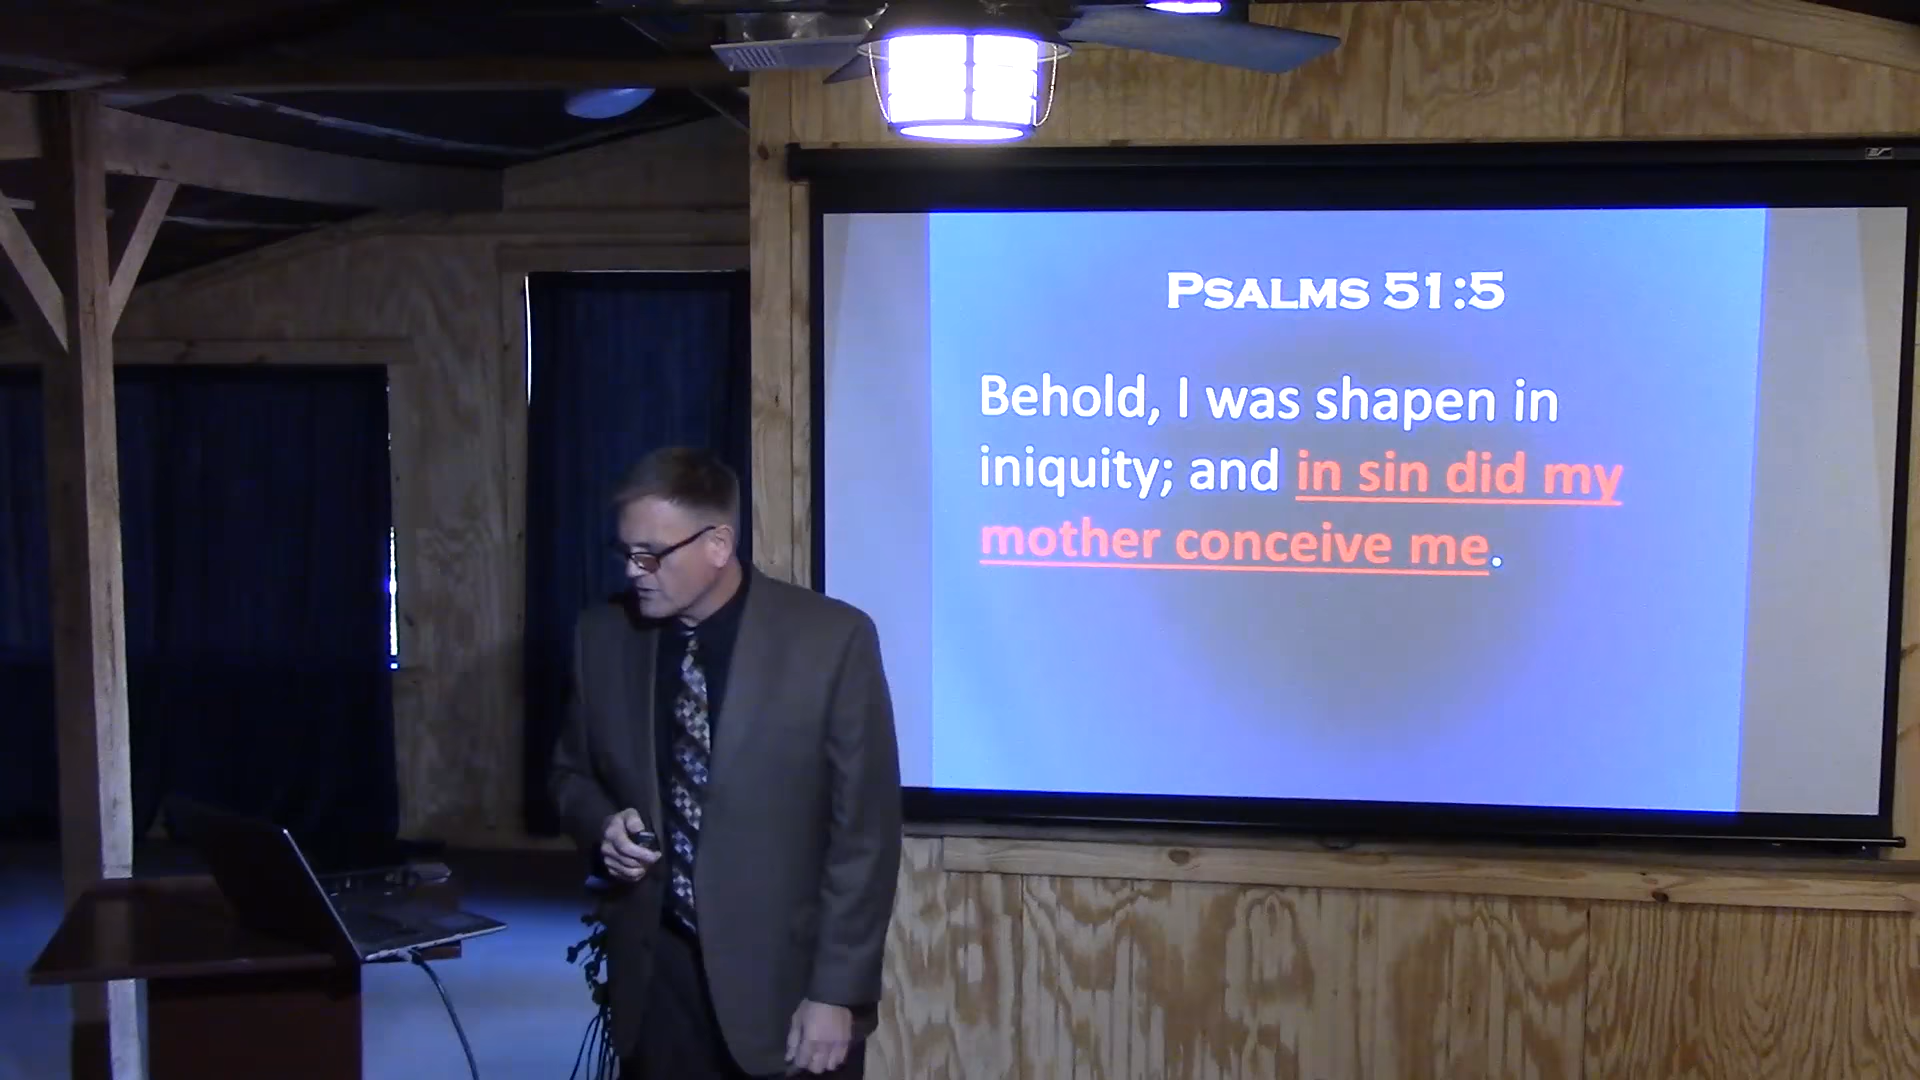 Psalms 51:5
Behold, I was shapen in
iniquity; and in sin did my
mother conceive me.